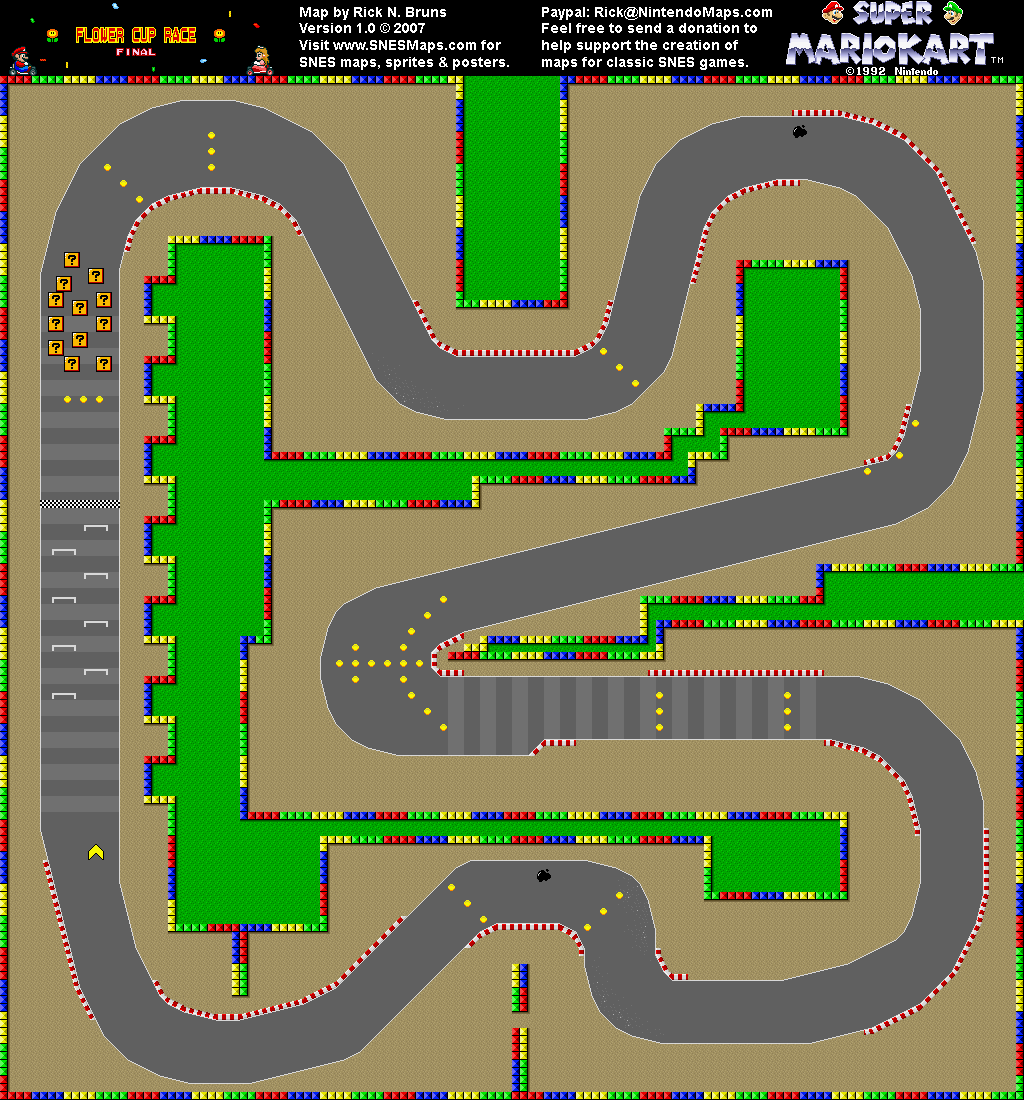 FLOWER CUP RACE
FINAL
Map by Rick N. Bruns
Version 1.0 © 2007
Visit www.SNESMaps.com for
SNES maps, sprites & posters.
Paypal: Rick@NintendoMaps.com
Feel free to send a donation to
help support the creation of
maps for classic SNES games.
SUPER
MARIOKART™
©1992 Nintendo
? 
?
?
?
?
?
?
?
?
?
?
?